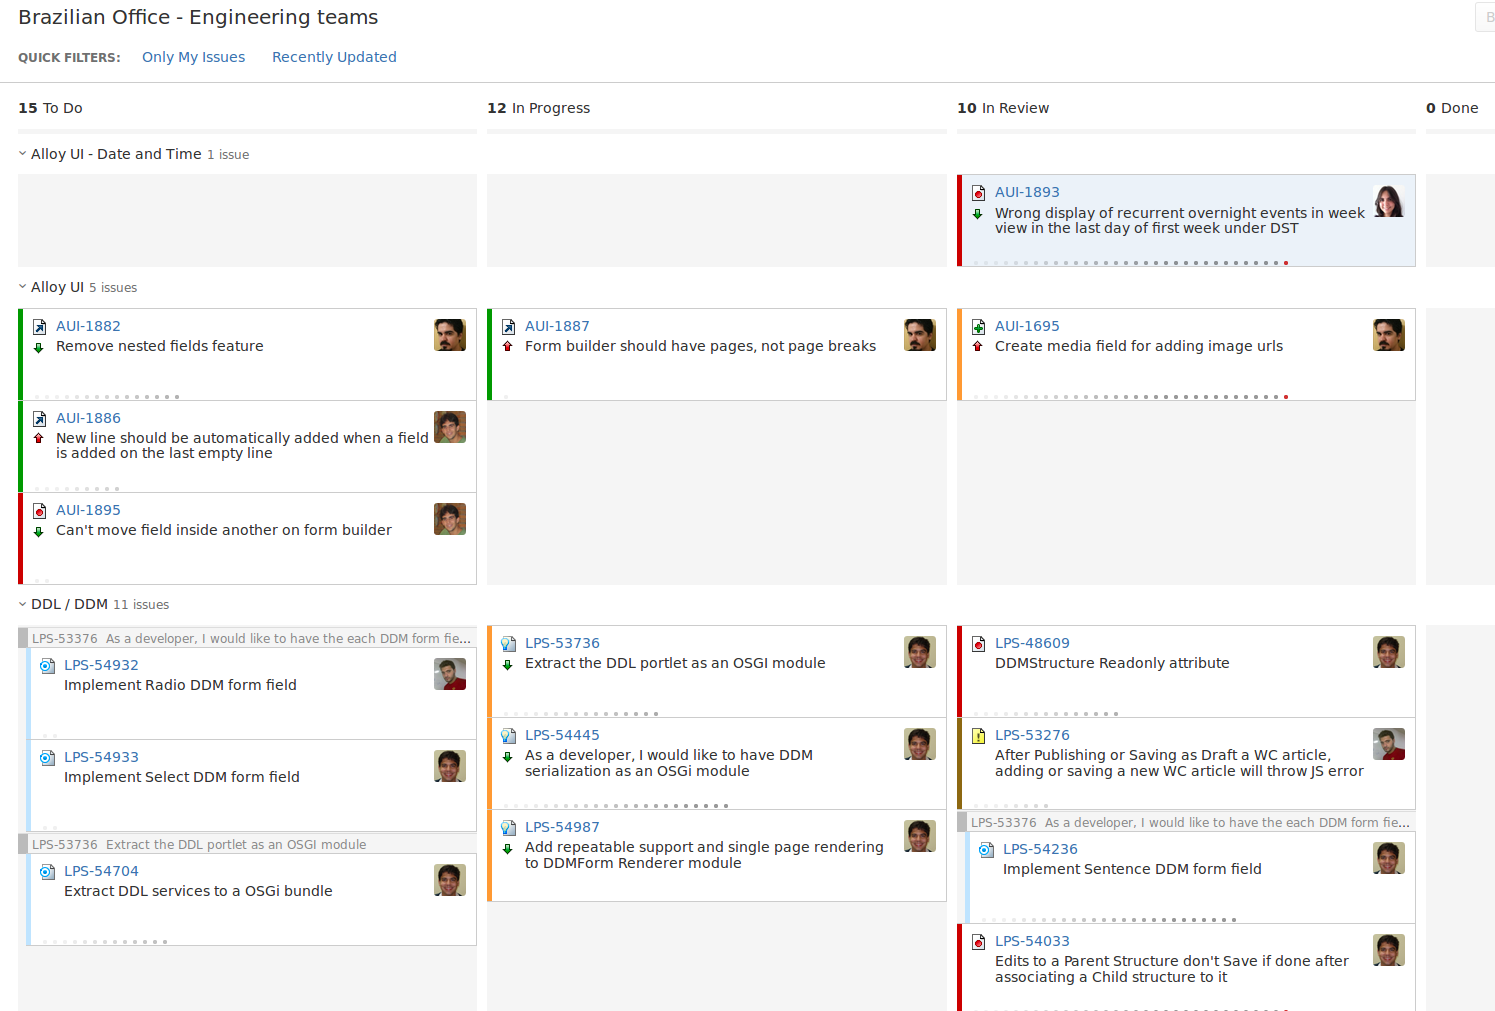 Brazilian Office - Engineering teams
B
QUICK FILTERS: Only My Issues Recently Updated
15 To Do 12 In Progress 10 In Review 0 Done
Alloy UI - Date and Time 1 issue
AUI-1893
Wrong display of recurrent overnight events in week
view in the last day of first week under DST
Alloy UI 5 issues
AUI-1882
Remove nested fields feature
AUI-1886
New line should be automatically added when a field
is added on the last empty line
AUI-1895
Can't move field inside another on form builder
AUI-1887
Form builder should have pages, not page breaks
AUI-1695
Create media field for adding image urls
DDL / DDM 11 issues
LPS-53376 As a developer, I would like to have the each DDM form fie...
LPS-54932
Implement Radio DDM form field
LPS-54933
Implement Select DDM form field
LPS-53736 Extract the DDL portlet as an OSGI module
LPS-54704
Extract DDL services to a OSGi bundle
LPS-53736
Extract the DDL portlet as an OSGI module
LPS-54445
As a developer, I would like to have DDM
serialization as an OSGi module
LPS-54987
Add repeatable support and single page rendering
to DDMForm Renderer module
LPS-48609
DDMStructure Readonly attribute
LPS-53276
After Publishing or Saving as Draft a WC article,
adding or saving a new WC article will throw JS error
LPS-53376 As a developer, I would like to have the each DDM form fie...
LPS-54236
Implement Sentence DDM form field
LPS-54033
Edits to a Parent Structure don't Save if done after
associating a Child structure to it